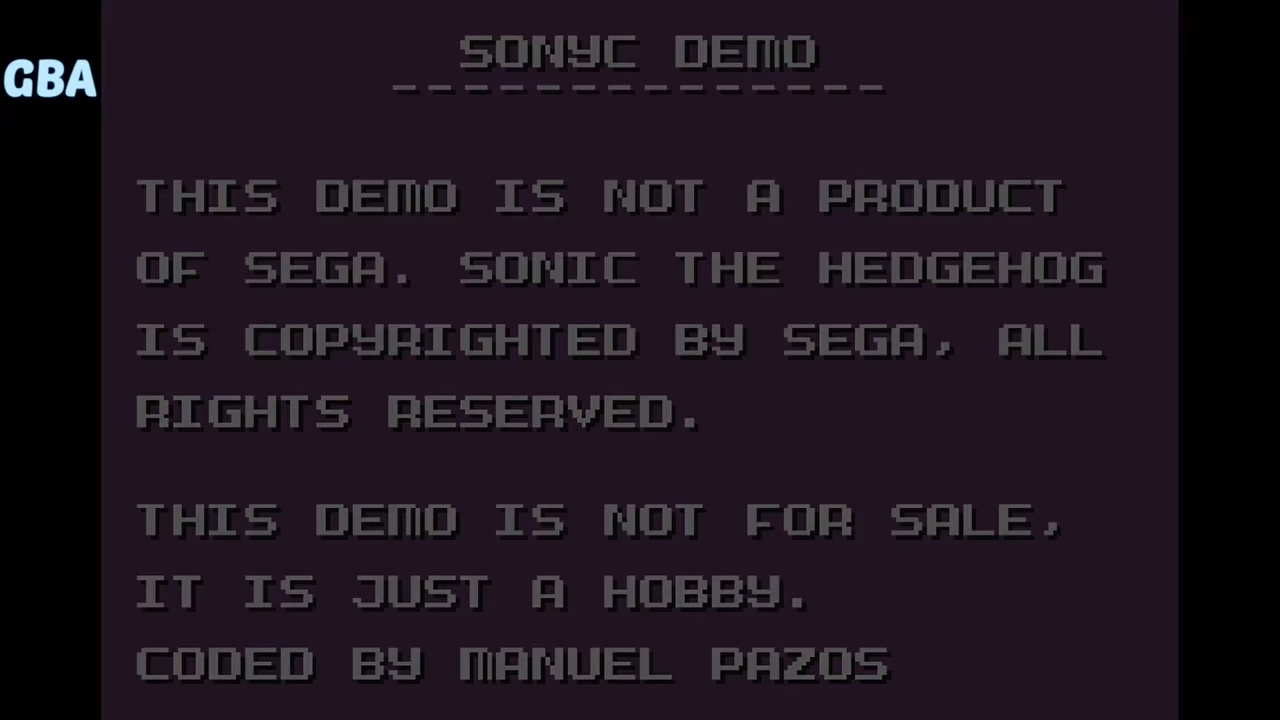 SONYC DEMO
--------------
GBA
THIS DEMO IS NOT A PRODUCT
OF SEGA. SONIC THE HEDGEHOG
IS COPYRIGHTED BY SEGA, ALL
RIGHTS RESERVED.
THIS DEMO IS NOT FOR SALE,
IT IS JUST A HOBBY.
CODED BY MANUEL PAZOS